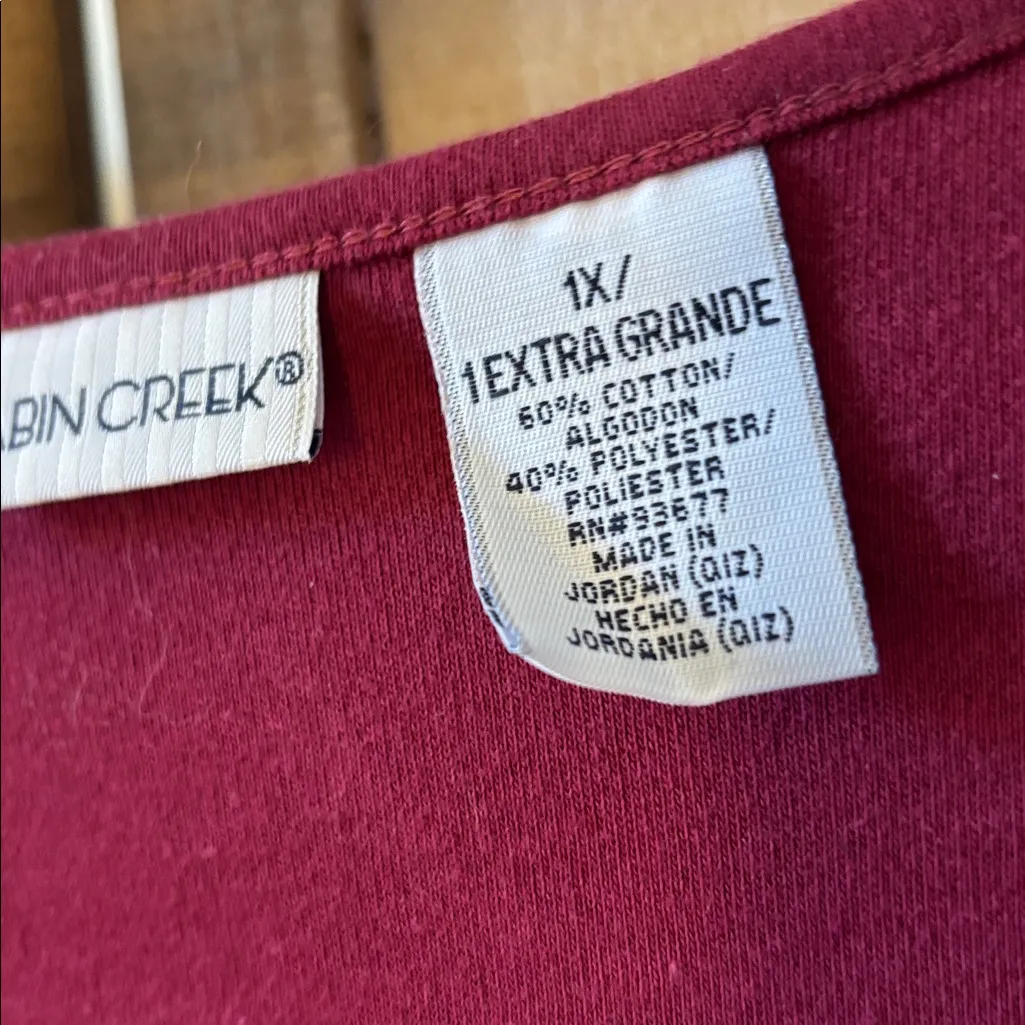 ABIN CREEK®
1X/
1EXTRA GRANDE
60% COTTON/
ALGODON
40% POLYESTER/
POLIESTER
RN#93677
MADE IN
JORDAN (QIZ)
HECHO EN
JORDANIA (QIZ)